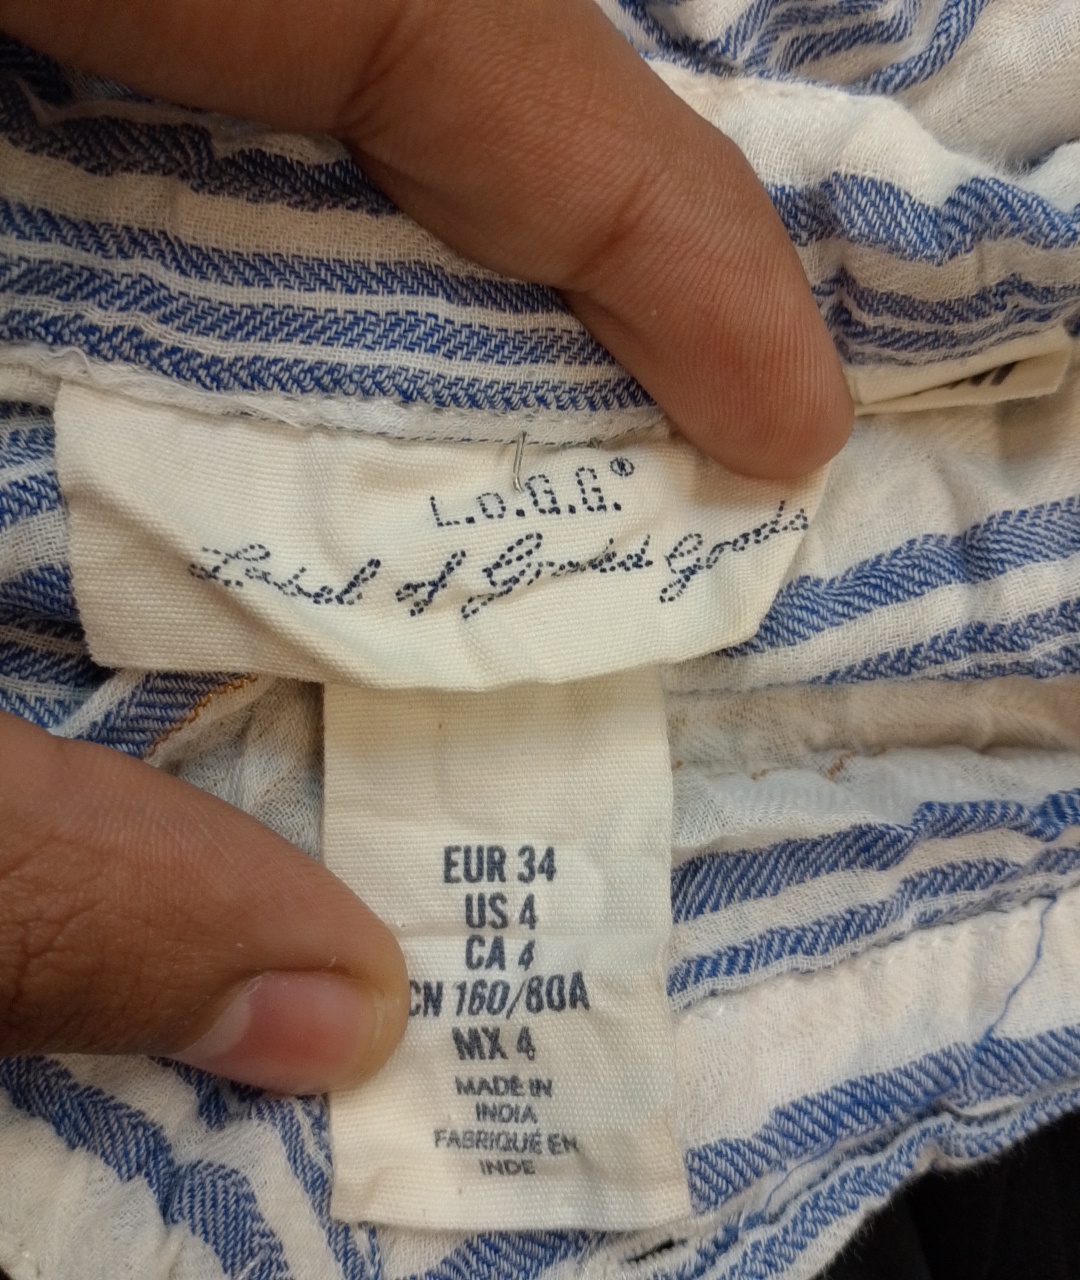 L.O.G.G.®
Label of Graded Goods
EUR 34
US 4
CA 4
CN 160/80A
MX 4
MADE IN
INDIA
FABRIQUÉ EN
INDE